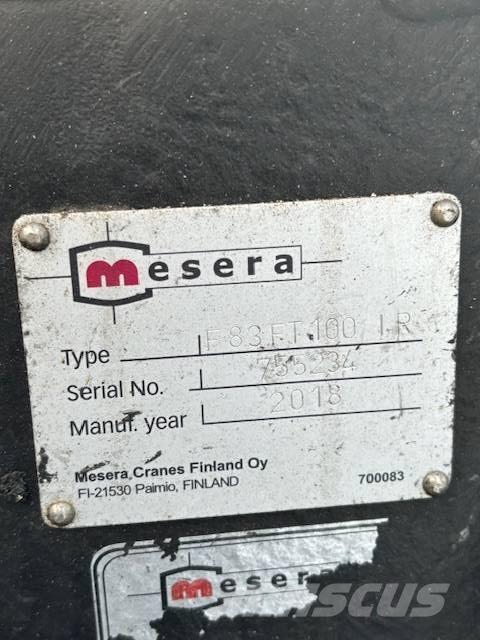 mesera
Type F83FT100 IR
Serial No. 755234
Manuf. year 2018
Mesera Cranes Finland Oy
FI-21530 Paimio, FINLAND 700083
mesera